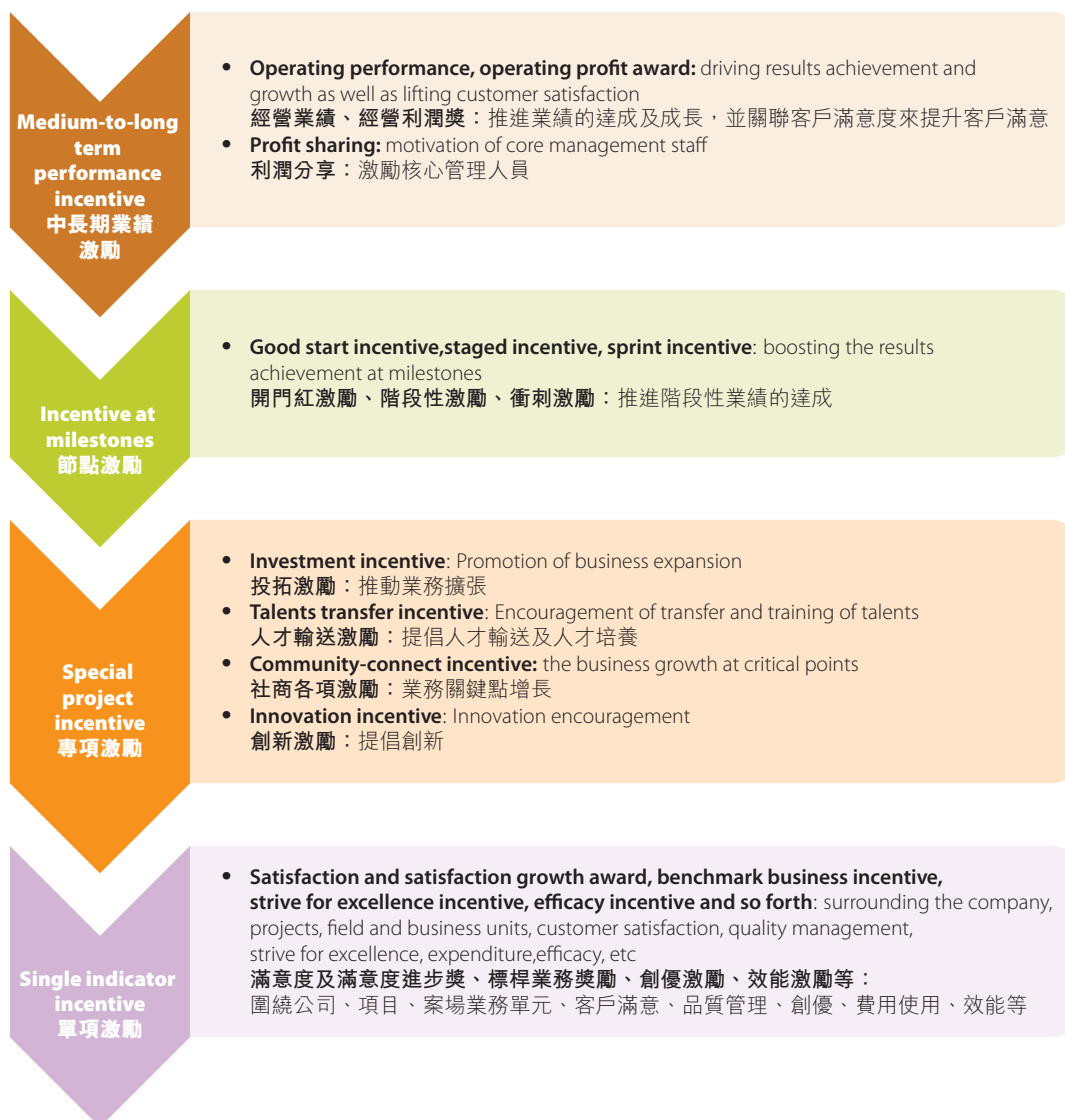 Medium-to-long
term
performance
incentive
中長期業績
激勵
• Operating performance, operating profit award: driving results achievement and
growth as well as lifting customer satisfaction
經營業績、經營利潤獎：推進業績的達成及成長，並關聯客戶滿意度來提升客戶滿意
• Profit sharing: motivation of core management staff
利潤分享：激勵核心管理人員
Incentive at
milestones
節點激勵
• Good start incentive,staged incentive, sprint incentive: boosting the results
achievement at milestones
開門紅激勵、階段性激勵、衝刺激勵：推進階段性業績的達成
Special
project
incentive
專項激勵
• Investment incentive: Promotion of business expansion
投拓激勵：推動業務擴張
• Talents transfer incentive: Encouragement of transfer and training of talents
人才輸送激勵：提倡人才輸送及人才培養
• Community-connect incentive: the business growth at critical points
社商各項激勵：業務關鍵點增長
• Innovation incentive: Innovation encouragement
創新激勵：提倡創新
Single indicator
incentive
單項激勵
• Satisfaction and satisfaction growth award, benchmark business incentive,
strive for excellence incentive, efficacy incentive and so forth: surrounding the company,
projects, field and business units, customer satisfaction, quality management,
strive for excellence, expenditure,efficacy, etc
滿意度及滿意度進步獎、標桿業務獎勵、創優激勵、效能激勵等：
圍繞公司、項目、案場業務單元、客戶滿意、品質管理、創優、費用使用、效能等